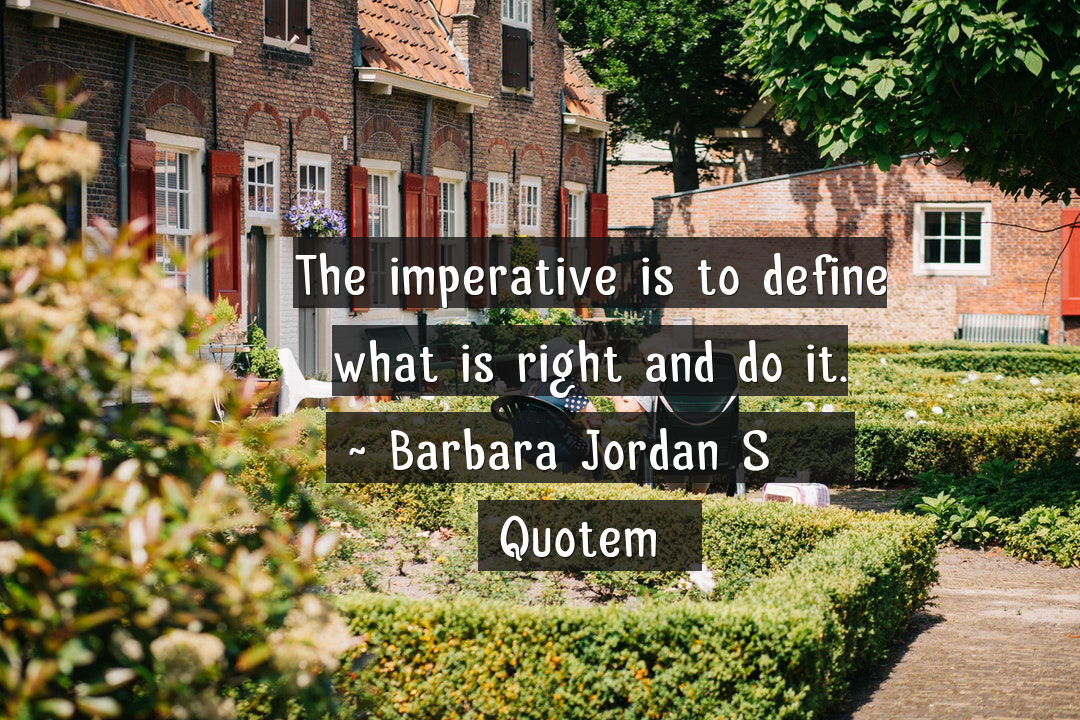 The imperative is to define
what is right and do it.
~ Barbara Jordan S
Quotem